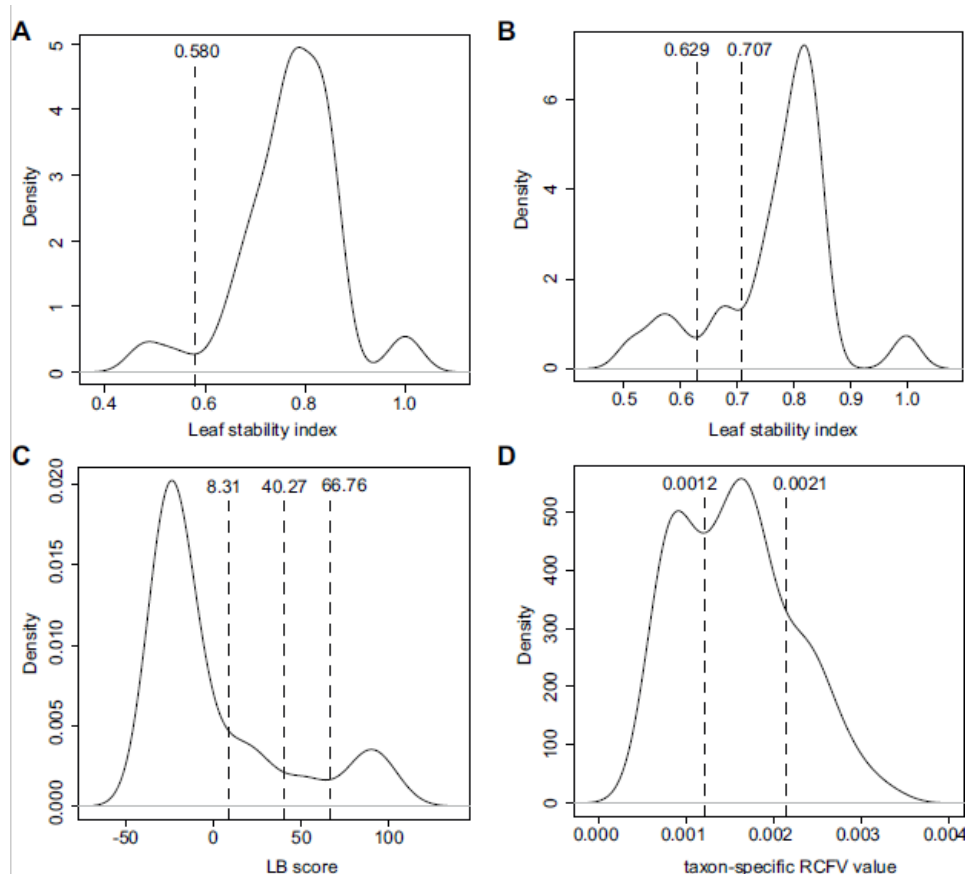 A
0.580
5
4
3
2
1
0
Density
0.4 0.6 0.8 1.0
Leaf stability index
B
0.629 0.707
6
4
2
0
Density
0.5 0.6 0.7 0.8 0.9 1.0
Leaf stability index
C
8.31 40.27 66.76
0.020
0.015
0.010
0.005
0.000
Density
-50 0 50 100
LB score
D
0.0012 0.0021
500
400
300
200
100
0
Density
0.000 0.001 0.002 0.003 0.004
taxon-specific RCFV value